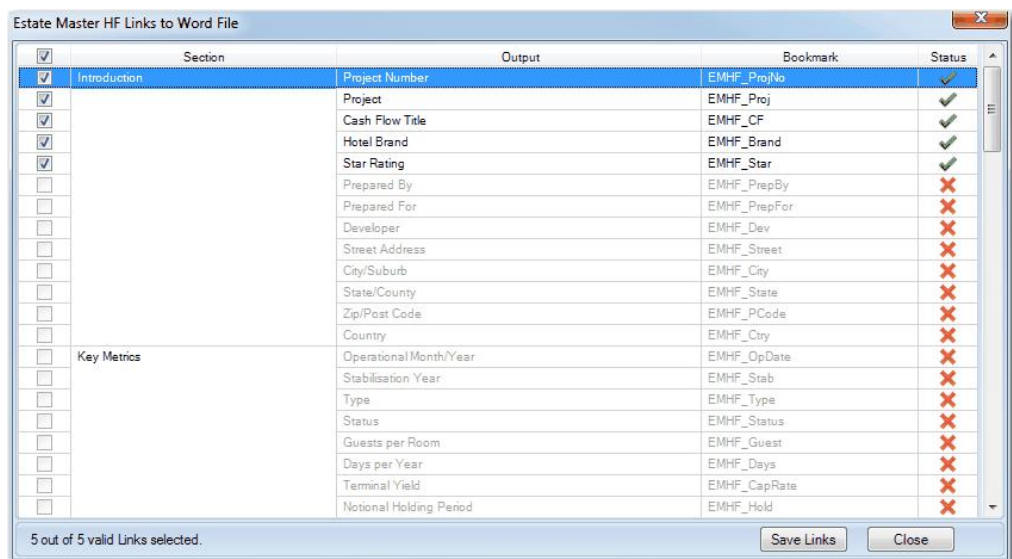 Estate Master HF Links to Word File
Section Output Bookmark Status
Introduction Project Number EMHF_ProjNo
Project EMHF_Proj
Cash Flow Title EMHF_CF
Hotel Brand EMHF_Brand
Star Rating EMHF_Star
Prepared By EMHF_PrepBy
Prepared For EMHF_PrepFor
Developer EMHF_Dev
Street Address EMHF_Street
City/Suburb EMHF_City
State/County EMHF_State
Zip/Post Code EMHF_PCode
Country EMHF_Ctry
Key Metrics Operational Month/Year EMHF_OpDate
Stabilisation Year EMHF_Stab
Type EMHF_Type
Status EMHF_Status
Guests per Room EMHF_Guest
Days per Year EMHF_Days
Terminal Yield EMHF_CapRate
Notional Holding Period EMHF_Hold
5 out of 5 valid Links selected. Save Links Close